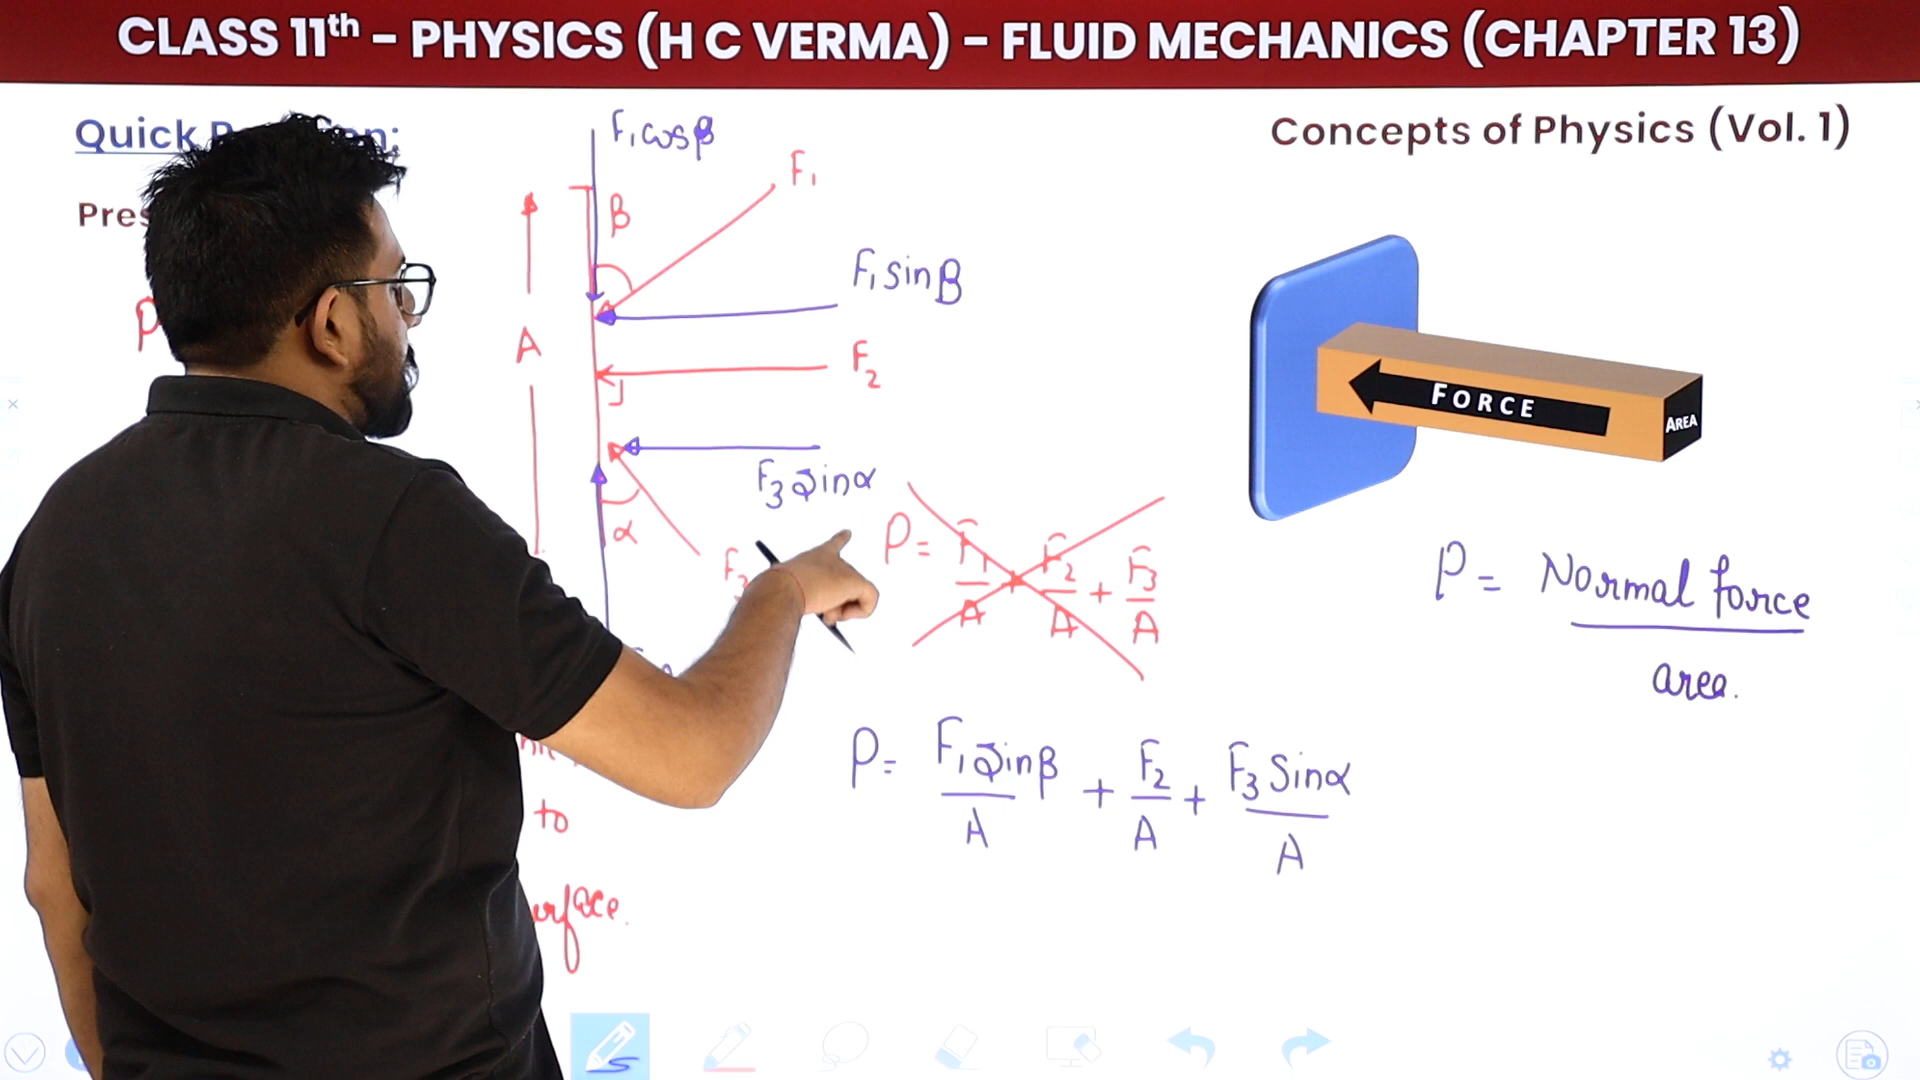 CLASS 11th - PHYSICS (H C VERMA) - FLUID MECHANICS (CHAPTER 13)
Quick
Concepts of Physics (Vol. 1)
F₁cosβ
F₁
β
F₁sinβ
A
F₂
F₃sinα
α
FORCE
AREA
P = F₁/A + F₂/A + F₃/A
P = Normal force / area.
P = F₁sinβ/A + F₂/A + F₃sinα/A
to